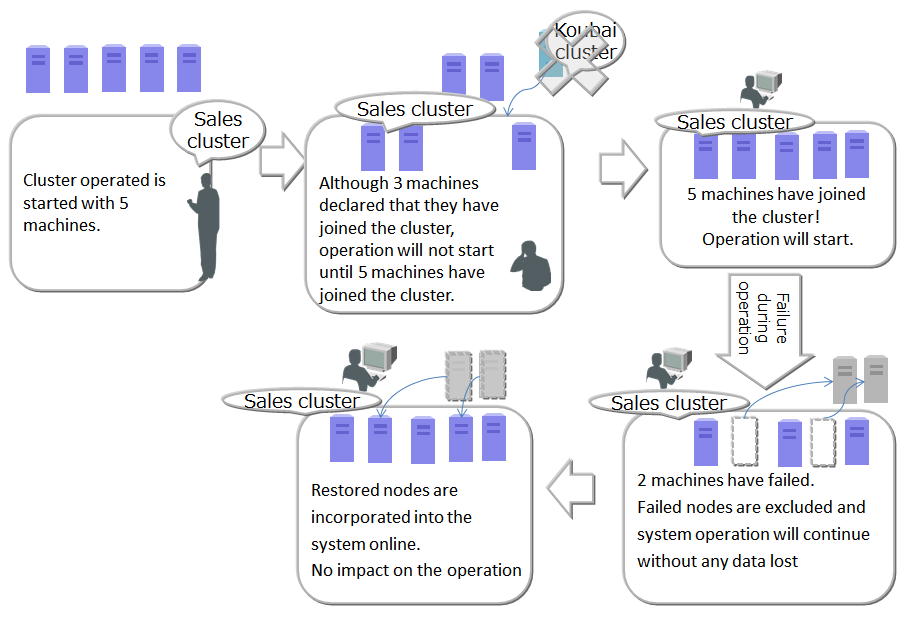 Sales
cluster
Cluster operated is
started with 5
machines.
Koubai
cluster
Sales cluster
Although 3 machines
declared that they have
joined the cluster,
operation will not start
until 5 machines have
joined the cluster.
Sales cluster
5 machines have joined
the cluster!
Operation will start.
Failure
during
operation
Sales cluster
2 machines have failed.
Failed nodes are excluded and
system operation will continue
without any data lost
Sales cluster
Restored nodes are
incorporated into the
system online.
No impact on the operation